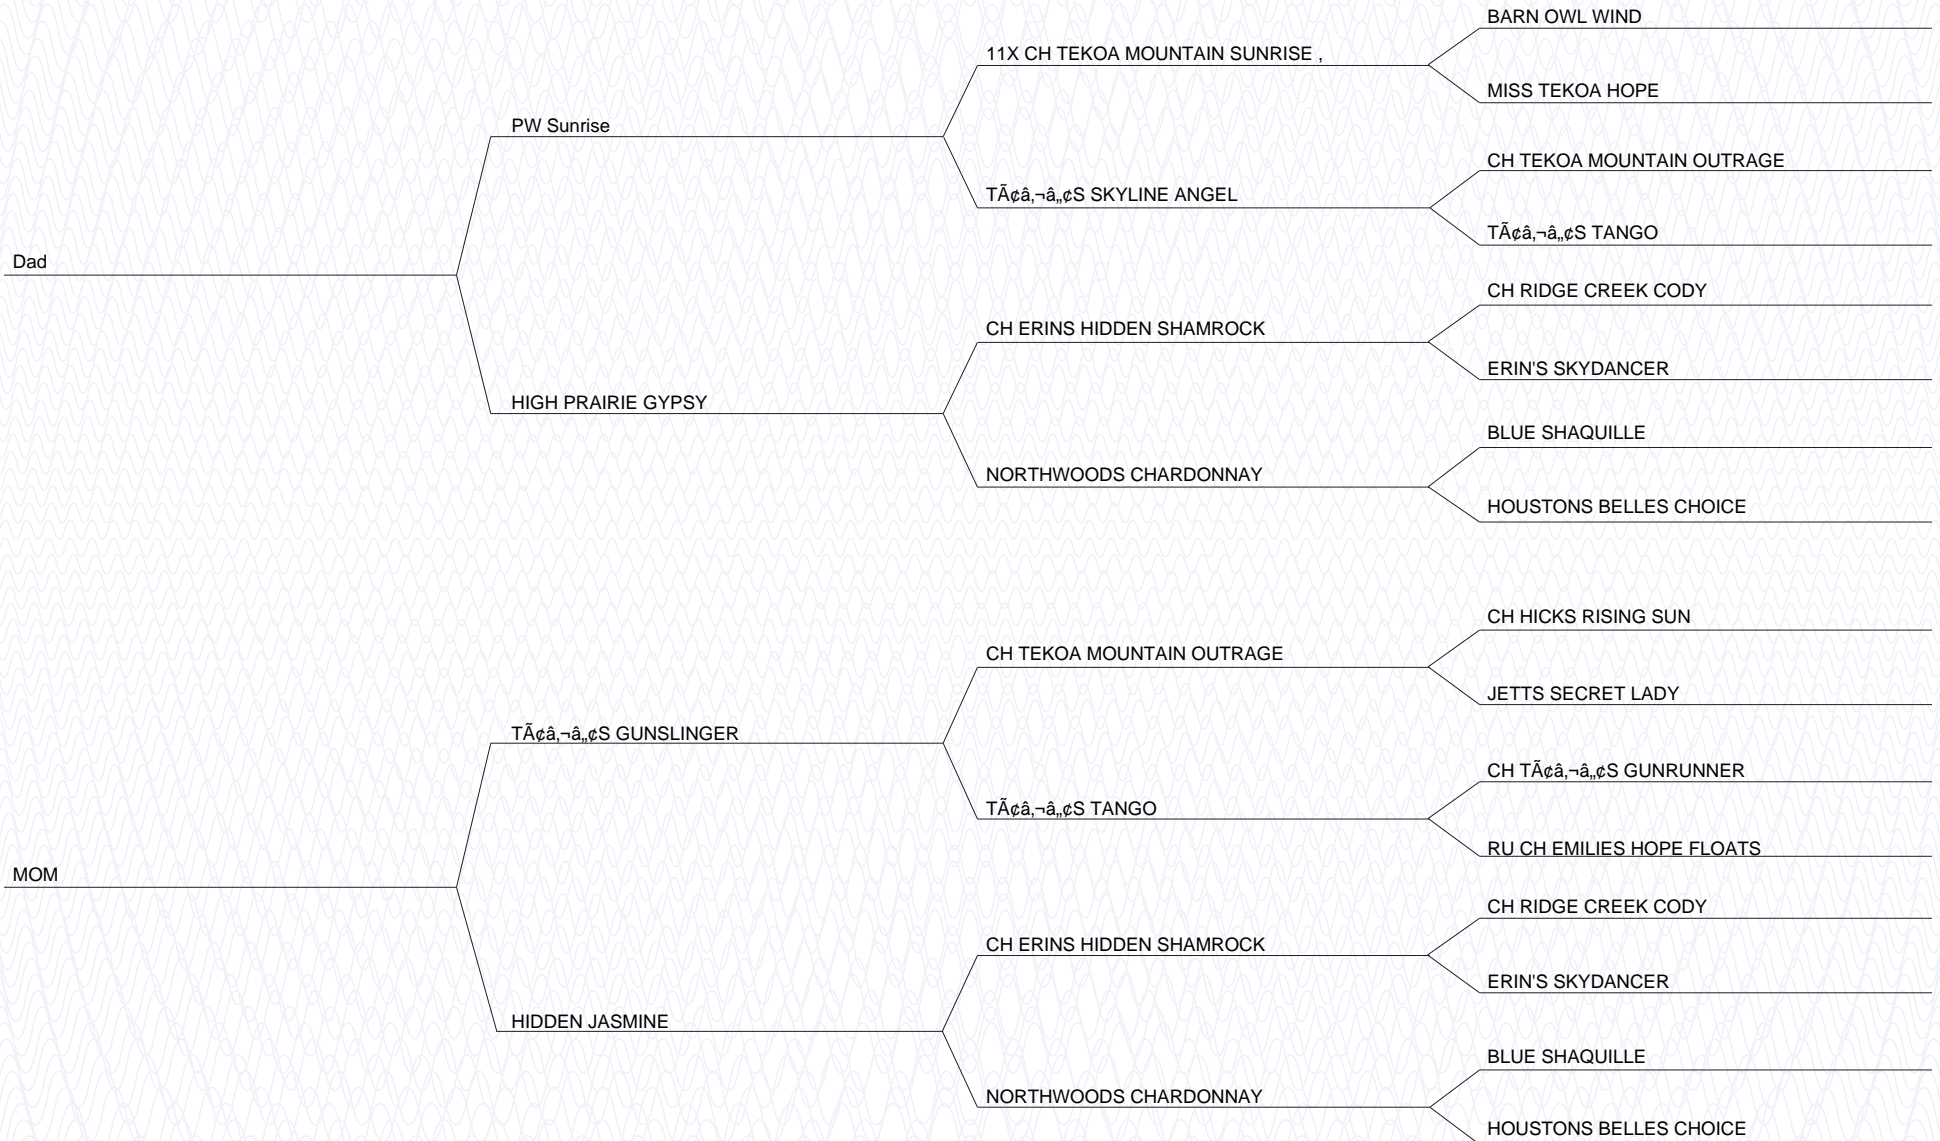 BARN OWL WIND
11X CH TEKOA MOUNTAIN SUNRISE ,
MISS TEKOA HOPE
PW Sunrise
CH TEKOA MOUNTAIN OUTRAGE
TÃ¢â‚¬â„¢S SKYLINE ANGEL
TÃ¢â‚¬â„¢S TANGO
Dad
CH RIDGE CREEK CODY
CH ERINS HIDDEN SHAMROCK
ERIN'S SKYDANCER
HIGH PRAIRIE GYPSY
BLUE SHAQUILLE
NORTHWOODS CHARDONNAY
HOUSTONS BELLES CHOICE
CH HICKS RISING SUN
CH TEKOA MOUNTAIN OUTRAGE
JETTS SECRET LADY
TÃ¢â‚¬â„¢S GUNSLINGER
CH TÃ¢â‚¬â„¢S GUNRUNNER
TÃ¢â‚¬â„¢S TANGO
RU CH EMILIES HOPE FLOATS
MOM
CH RIDGE CREEK CODY
CH ERINS HIDDEN SHAMROCK
ERIN'S SKYDANCER
HIDDEN JASMINE
BLUE SHAQUILLE
NORTHWOODS CHARDONNAY
HOUSTONS BELLES CHOICE